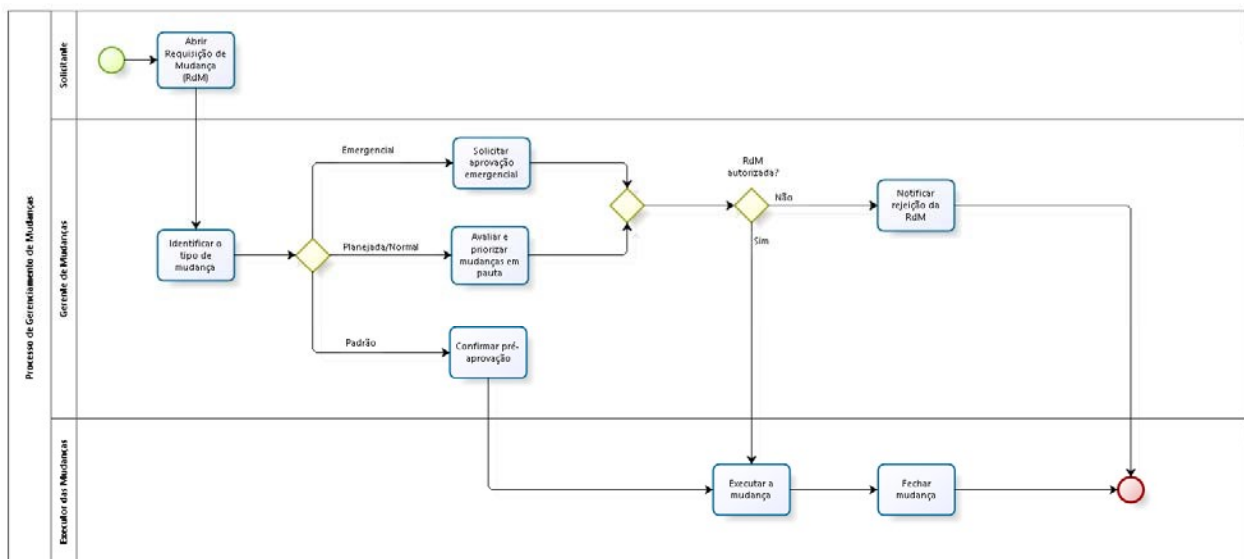 Processo de Gerenciamento de Mudanças
Solicitante
Abrir
Requisição de
Mudança
(RdM)
Gerente de Mudanças
Identificar o
tipo de
mudança
Emergencial
Solicitar
aprovação
emergencial
Planejada/Normal
Avaliar e
priorizar
mudanças em
pauta
Padrão
Confirmar pré-
aprovação
RdM
autorizada?
Não
Sim
Notificar
rejeição da
RdM
Executor das Mudanças
Executar a
mudança
Fechar
mudança